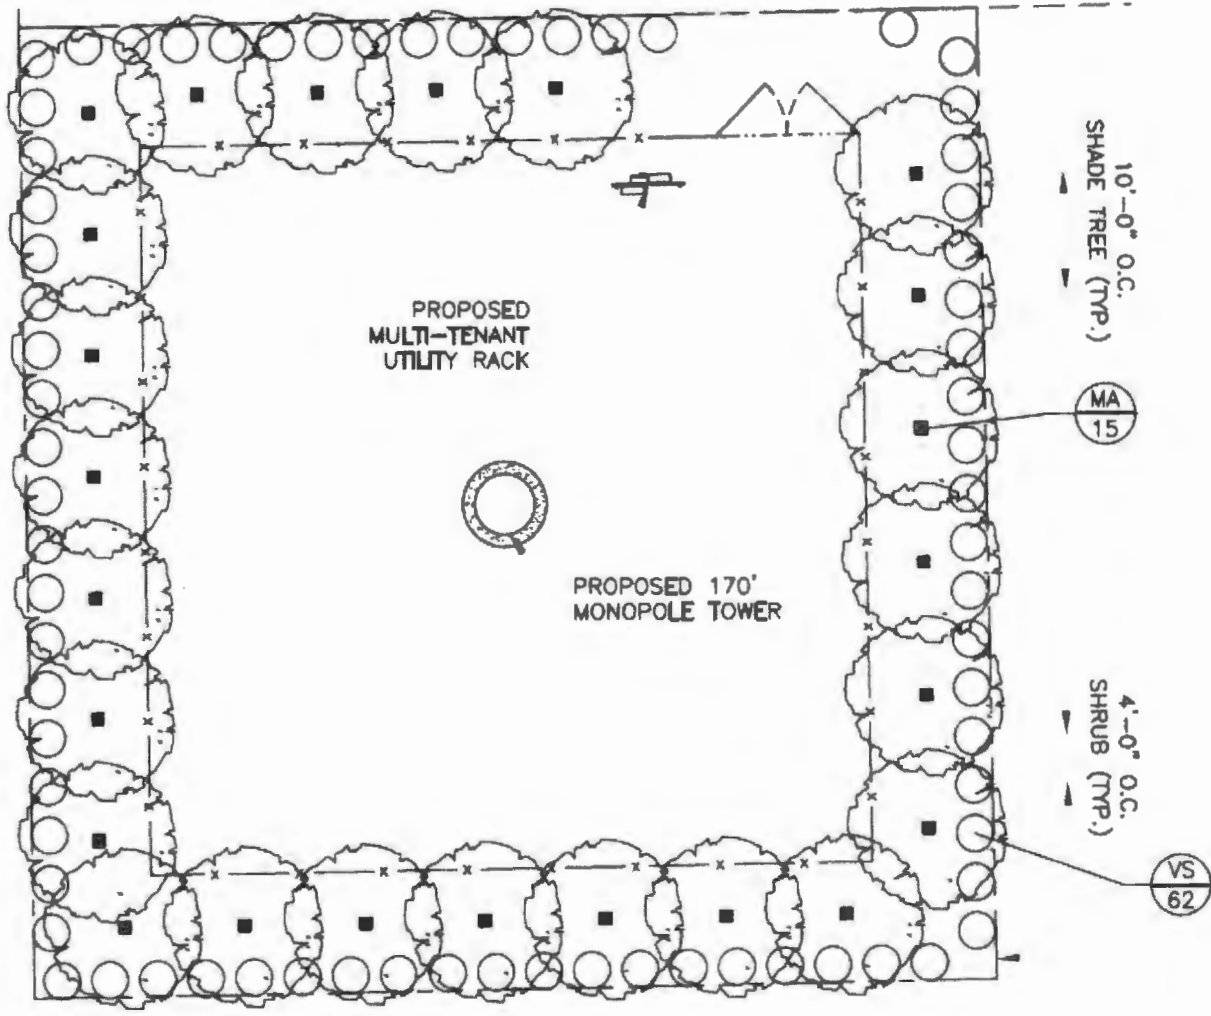 PROPOSED
MULTI-TENANT
UTILITY RACK
PROPOSED 170'
MONOPOLE TOWER
10'-0" O.C.
SHADE TREE (TYP.)
MA
15
4'-0" O.C.
SHRUB (TYP.)
VS
62